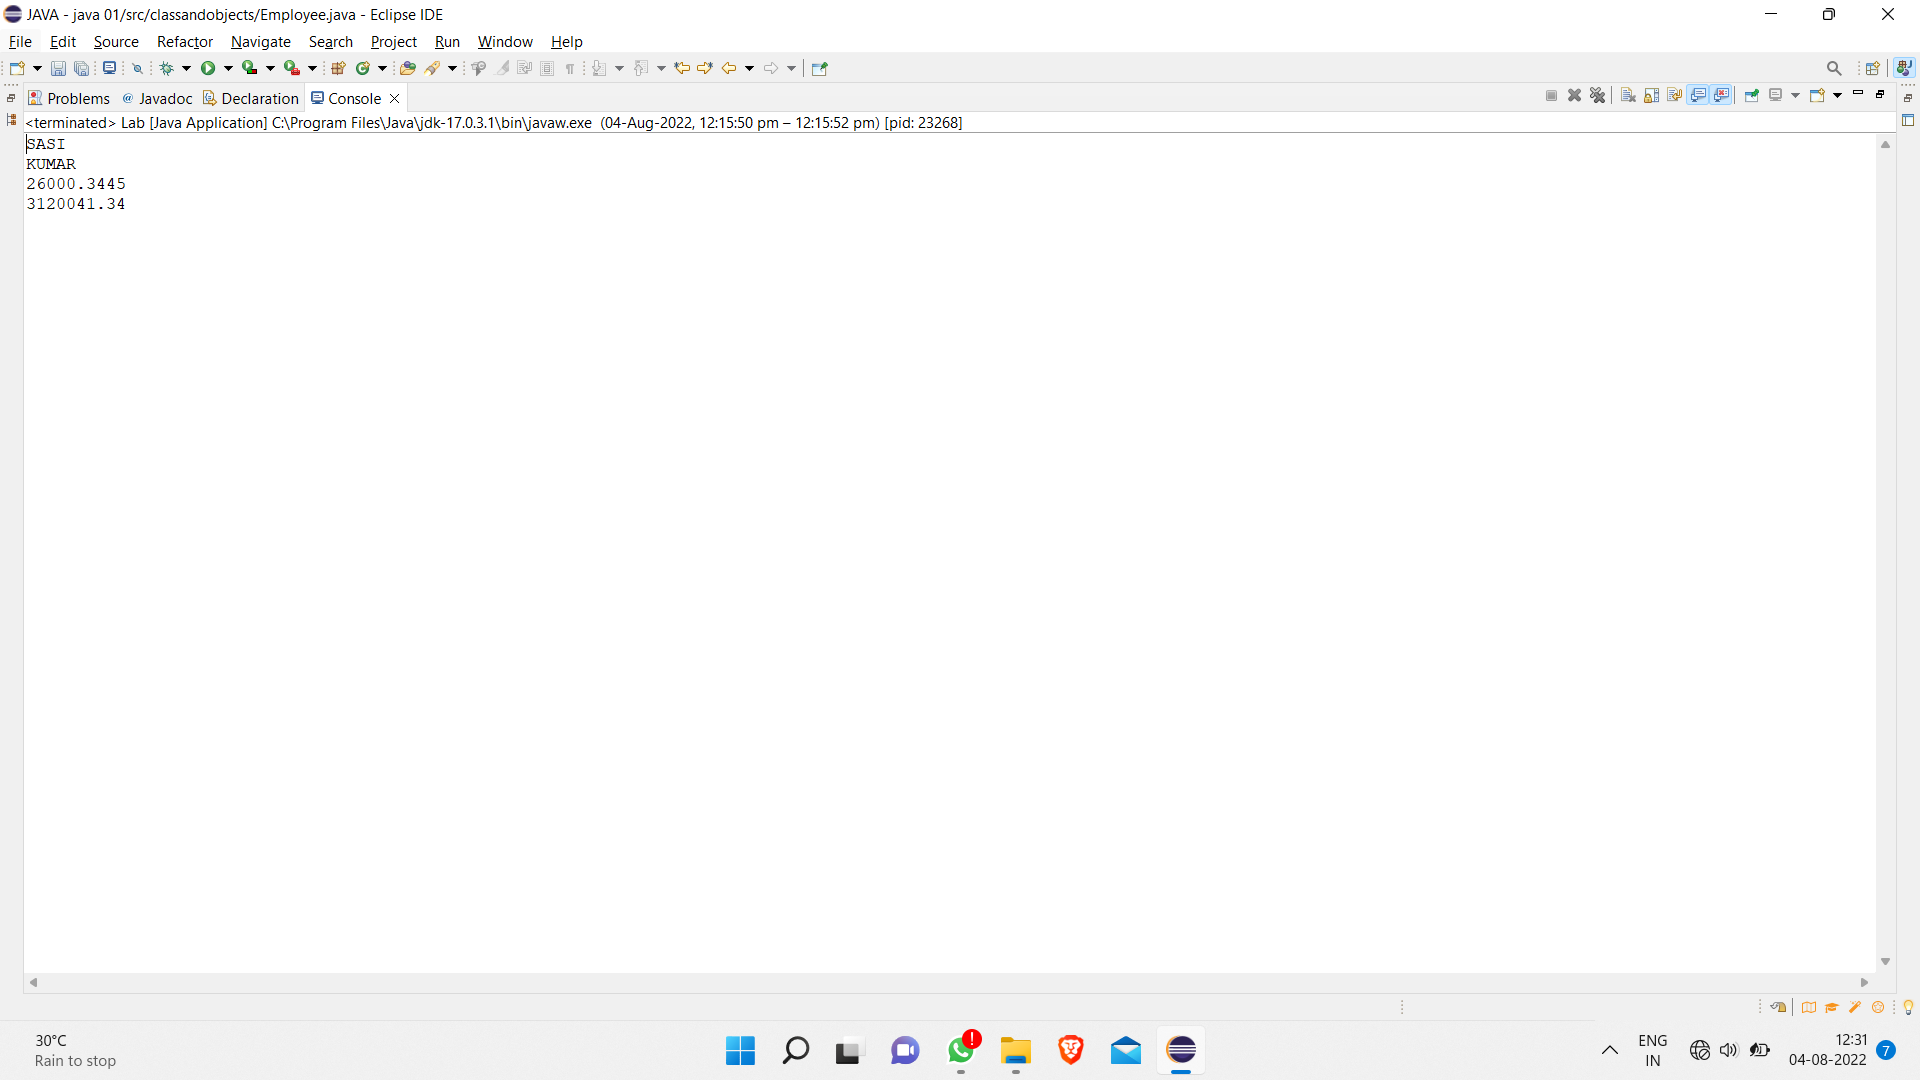 JAVA - java 01/src/classandobjects/Employee.java - Eclipse IDE
File Edit Source Refactor Navigate Search Project Run Window Help
Problems @ Javadoc Declaration Console
<terminated> Lab [Java Application] C:\Program Files\Java\jdk-17.0.3.1\bin\javaw.exe (04-Aug-2022, 12:15:50 pm – 12:15:52 pm) [pid: 23268]
SASI
KUMAR
26000.3445
3120041.34
30°C
Rain to stop
ENG
IN
12:31
04-08-2022
7